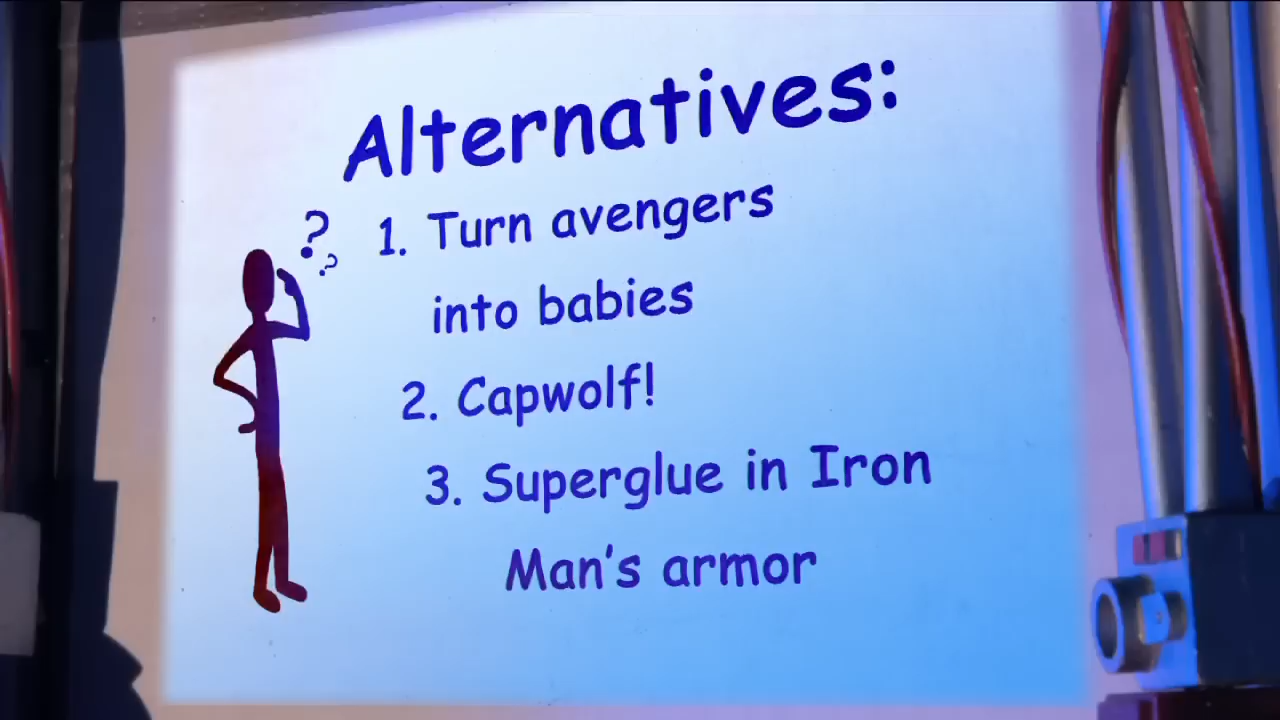 Alternatives:
? ?
1. Turn avengers
into babies
2. Capwolf!
3. Superglue in Iron
Man's armor